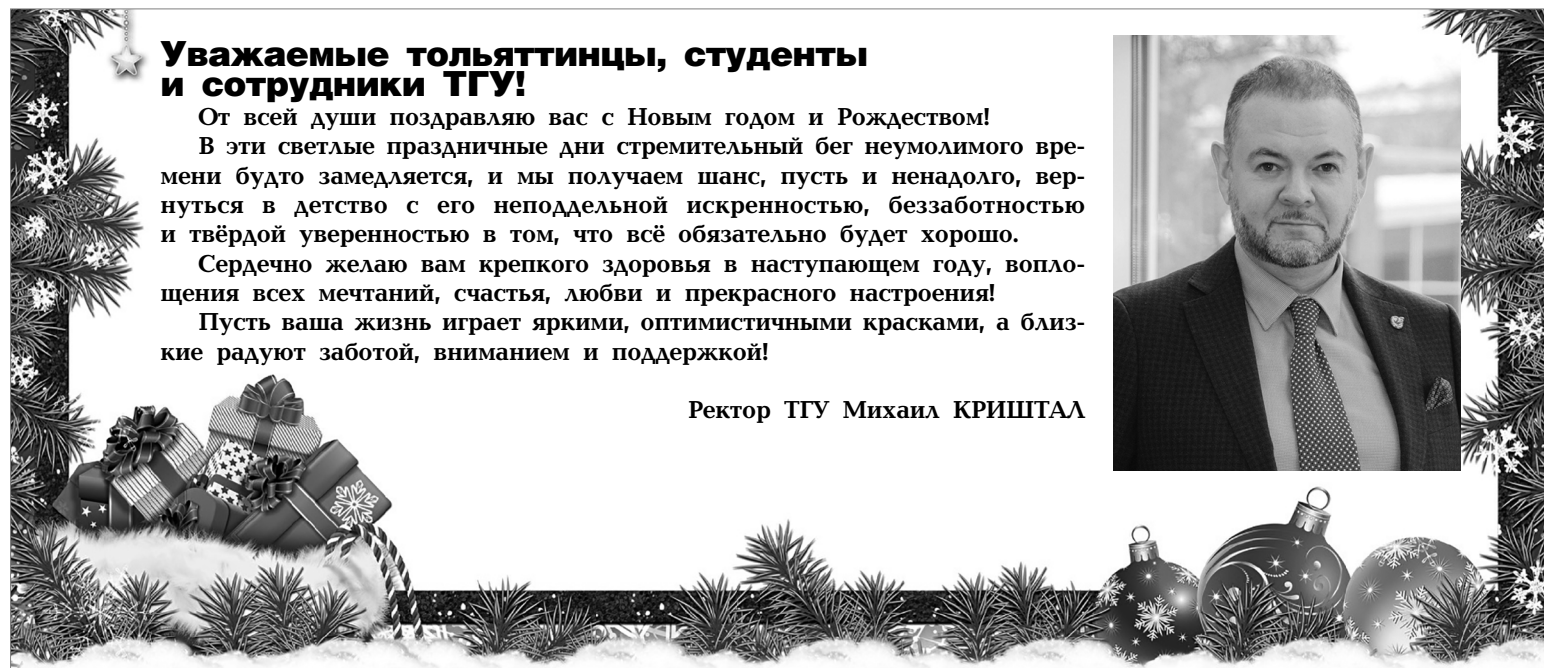 Уважаемые тольяттинцы, студенты
и сотрудники ТГУ!
От всей души поздравляю вас с Новым годом и Рождеством!
В эти светлые праздничные дни стремительный бег неумолимого вре-
мени будто замедляется, и мы получаем шанс, пусть и ненадолго, вер-
нуться в детство с его неподдельной искренностью, беззаботностью
и твёрдой уверенностью в том, что всё обязательно будет хорошо.
Сердечно желаю вам крепкого здоровья в наступающем году, вопло-
щения всех мечтаний, счастья, любви и прекрасного настроения!
Пусть ваша жизнь играет яркими, оптимистичными красками, а близ-
кие радуют заботой, вниманием и поддержкой!
Ректор ТГУ Михаил КРИШТАЛ